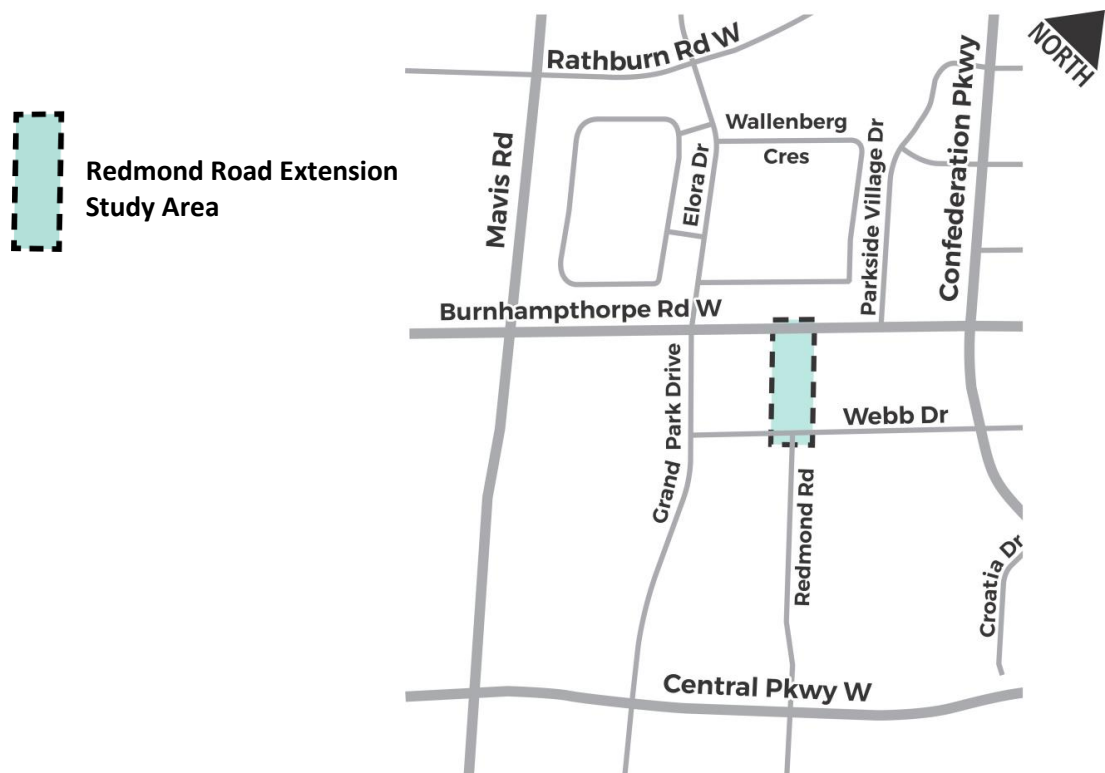 Rathburn Rd W
NORTH
Confederation Pkwy
Wallenberg
Cres
Parkside Village Dr
Mavis Rd
Elora Dr
Redmond Road Extension
Study Area
Burnhampthorpe Rd W
Grand Park Drive
Webb Dr
Redmond Rd
Croatia Dr
Central Pkwy W